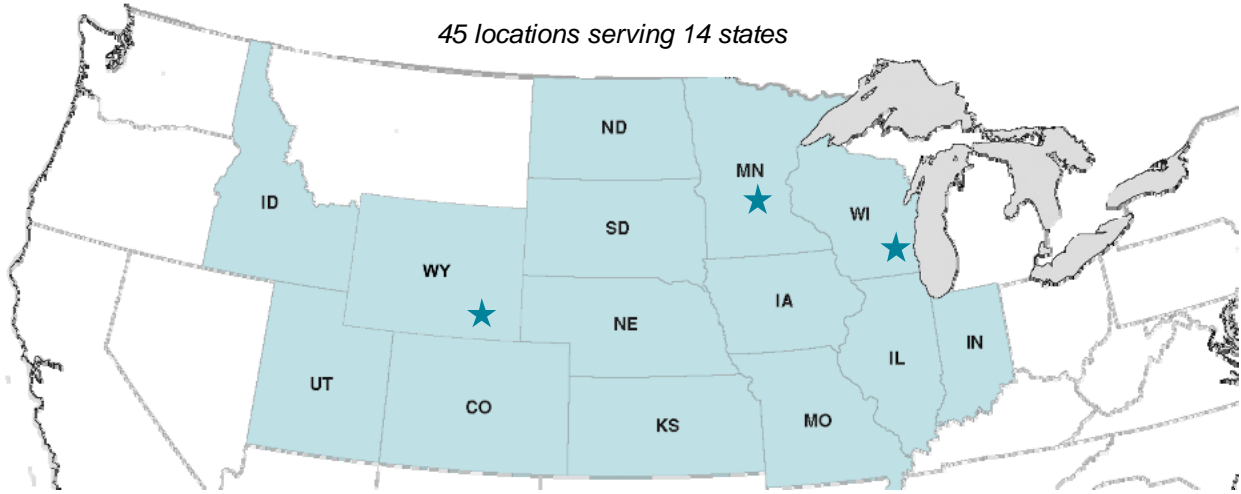 45 locations serving 14 states
ND
MN
ID
SD
WI
WY
IA
NE
IN
IL
UT
CO
KS
MO